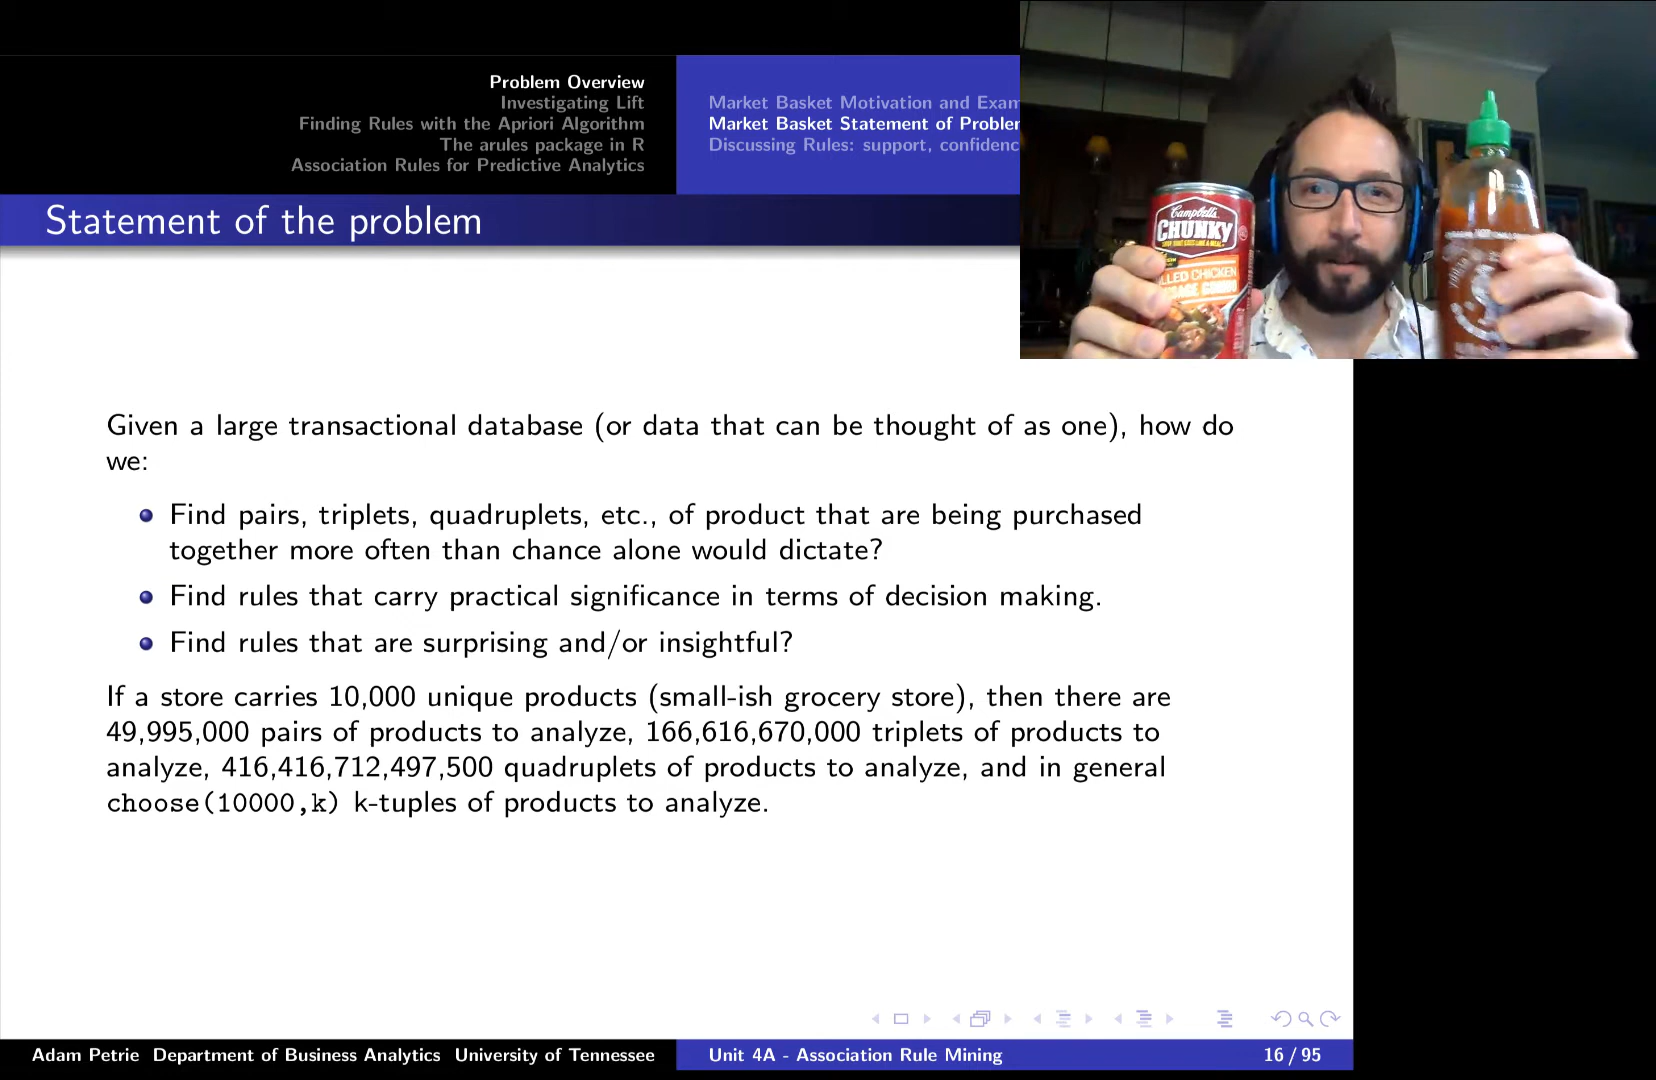 Problem Overview
Investigating Lift
Finding Rules with the Apriori Algorithm
The arules package in R
Association Rules for Predictive Analytics
Market Basket Motivation and Exam
Market Basket Statement of Problem
Discussing Rules: support, confidenc
Statement of the problem
Campbell's
CHUNKY
LLED CHICKEN
Given a large transactional database (or data that can be thought of as one), how do
we:
Find pairs, triplets, quadruplets, etc., of product that are being purchased
together more often than chance alone would dictate?
Find rules that carry practical significance in terms of decision making.
Find rules that are surprising and/or insightful?
If a store carries 10,000 unique products (small-ish grocery store), then there are
49,995,000 pairs of products to analyze, 166,616,670,000 triplets of products to
analyze, 416,416,712,497,500 quadruplets of products to analyze, and in general
choose(10000,k) k-tuples of products to analyze.
Adam Petrie Department of Business Analytics University of Tennessee
Unit 4A - Association Rule Mining
16 / 95